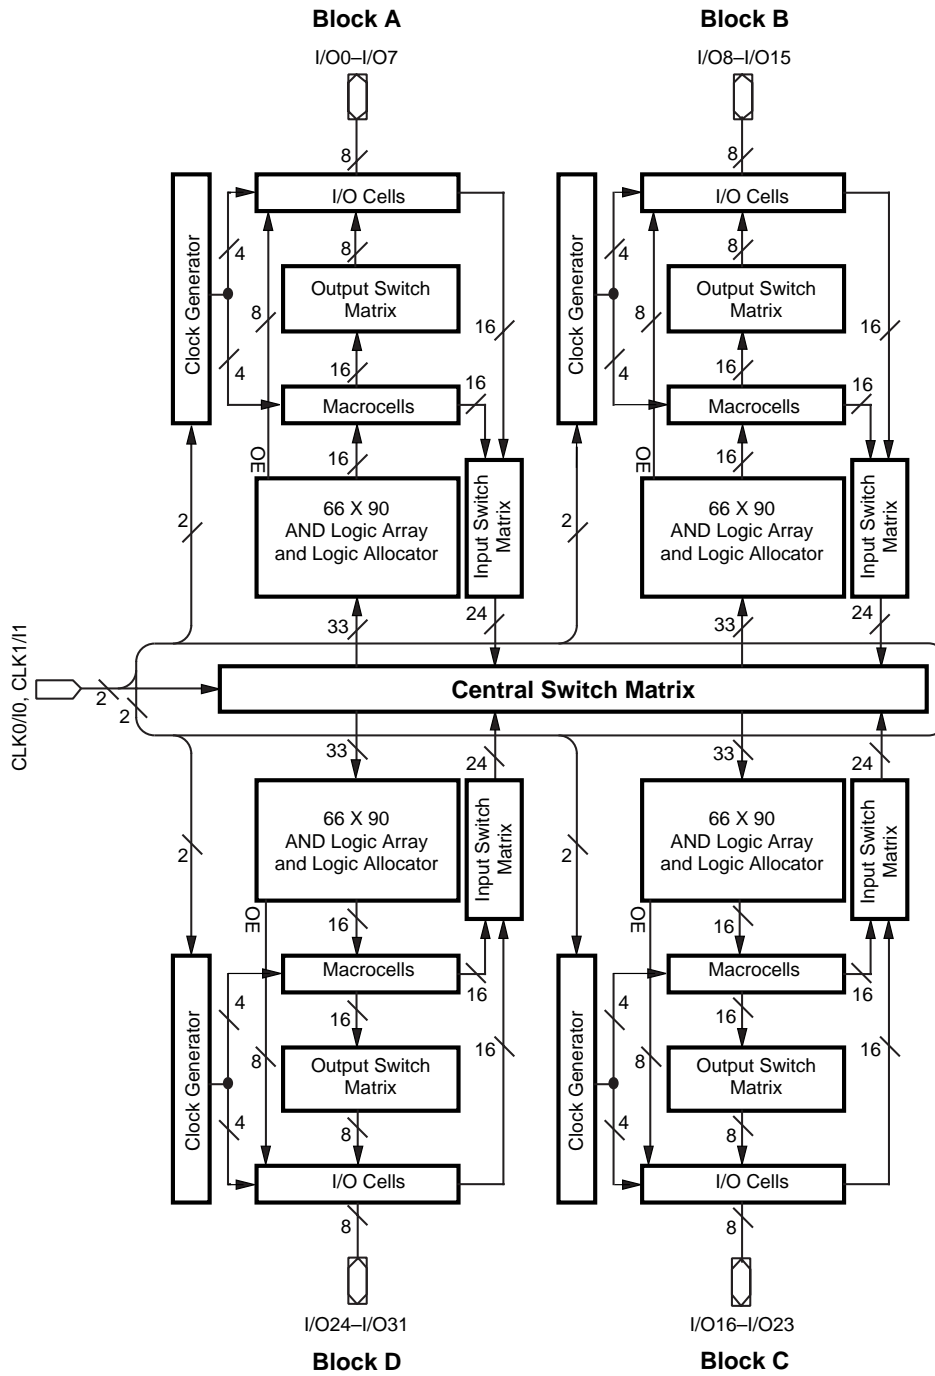 Block A
Block B
I/O0–I/O7
I/O8–I/O15
8
8
I/O Cells
I/O Cells
Clock Generator
4
8
8
Output Switch
Matrix
16
4
16
16
Macrocells
OE
16
66 X 90
AND Logic Array
and Logic Allocator
Input Switch
Matrix
2
33
24
Clock Generator
4
8
8
Output Switch
Matrix
16
4
16
16
Macrocells
OE
16
66 X 90
AND Logic Array
and Logic Allocator
Input Switch
Matrix
2
33
24
CLK0/I0, CLK1/I1
2
2
Central Switch Matrix
33
24
66 X 90
AND Logic Array
and Logic Allocator
Input Switch
Matrix
2
OE
16
Macrocells
16
Clock Generator
4
16
8
Output Switch
Matrix
16
4
8
I/O Cells
8
33
24
66 X 90
AND Logic Array
and Logic Allocator
Input Switch
Matrix
2
OE
16
Macrocells
16
Clock Generator
4
16
8
Output Switch
Matrix
16
4
8
I/O Cells
8
I/O24–I/O31
I/O16–I/O23
Block D
Block C